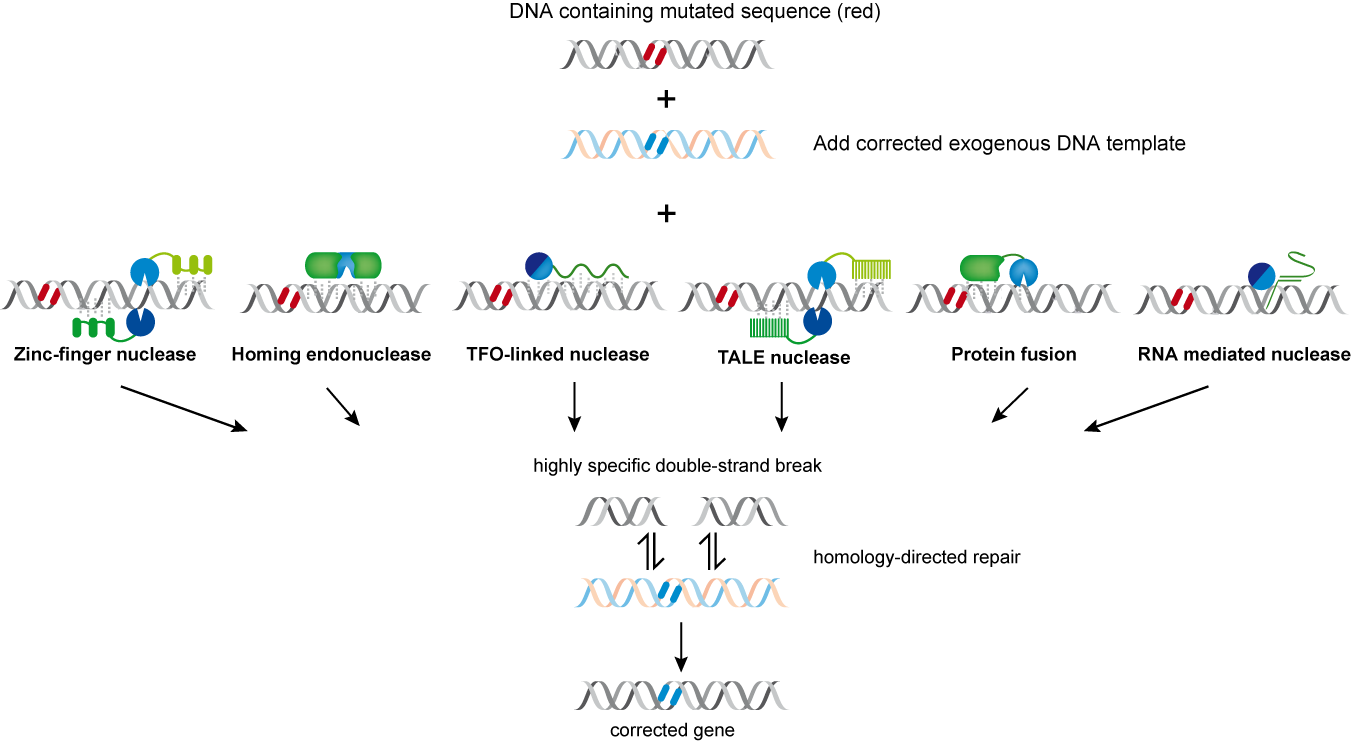 DNA containing mutated sequence (red)
+
Add corrected exogenous DNA template
+
Zinc-finger nuclease
Homing endonuclease
TFO-linked nuclease
TALE nuclease
Protein fusion
RNA mediated nuclease
highly specific double-strand break
homology-directed repair
corrected gene